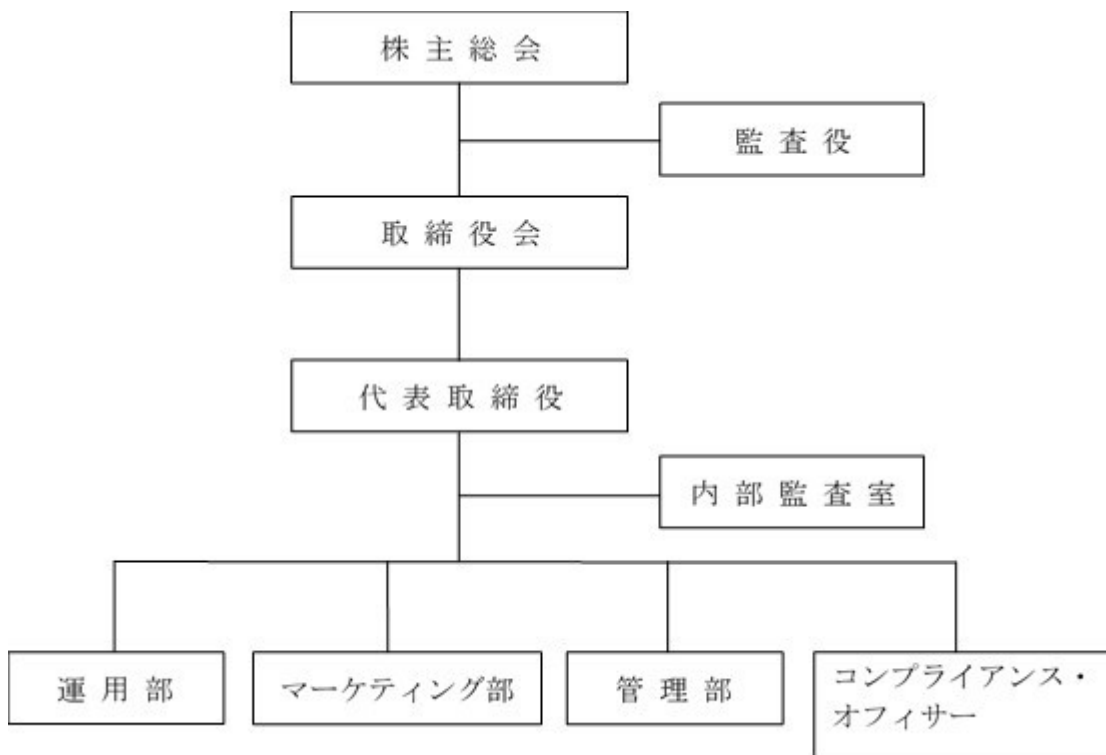 株主総会
監査役
取締役会
代表取締役
内部監査室
運用部
マーケティング部
管理部
コンプライアンス・
オフィサー